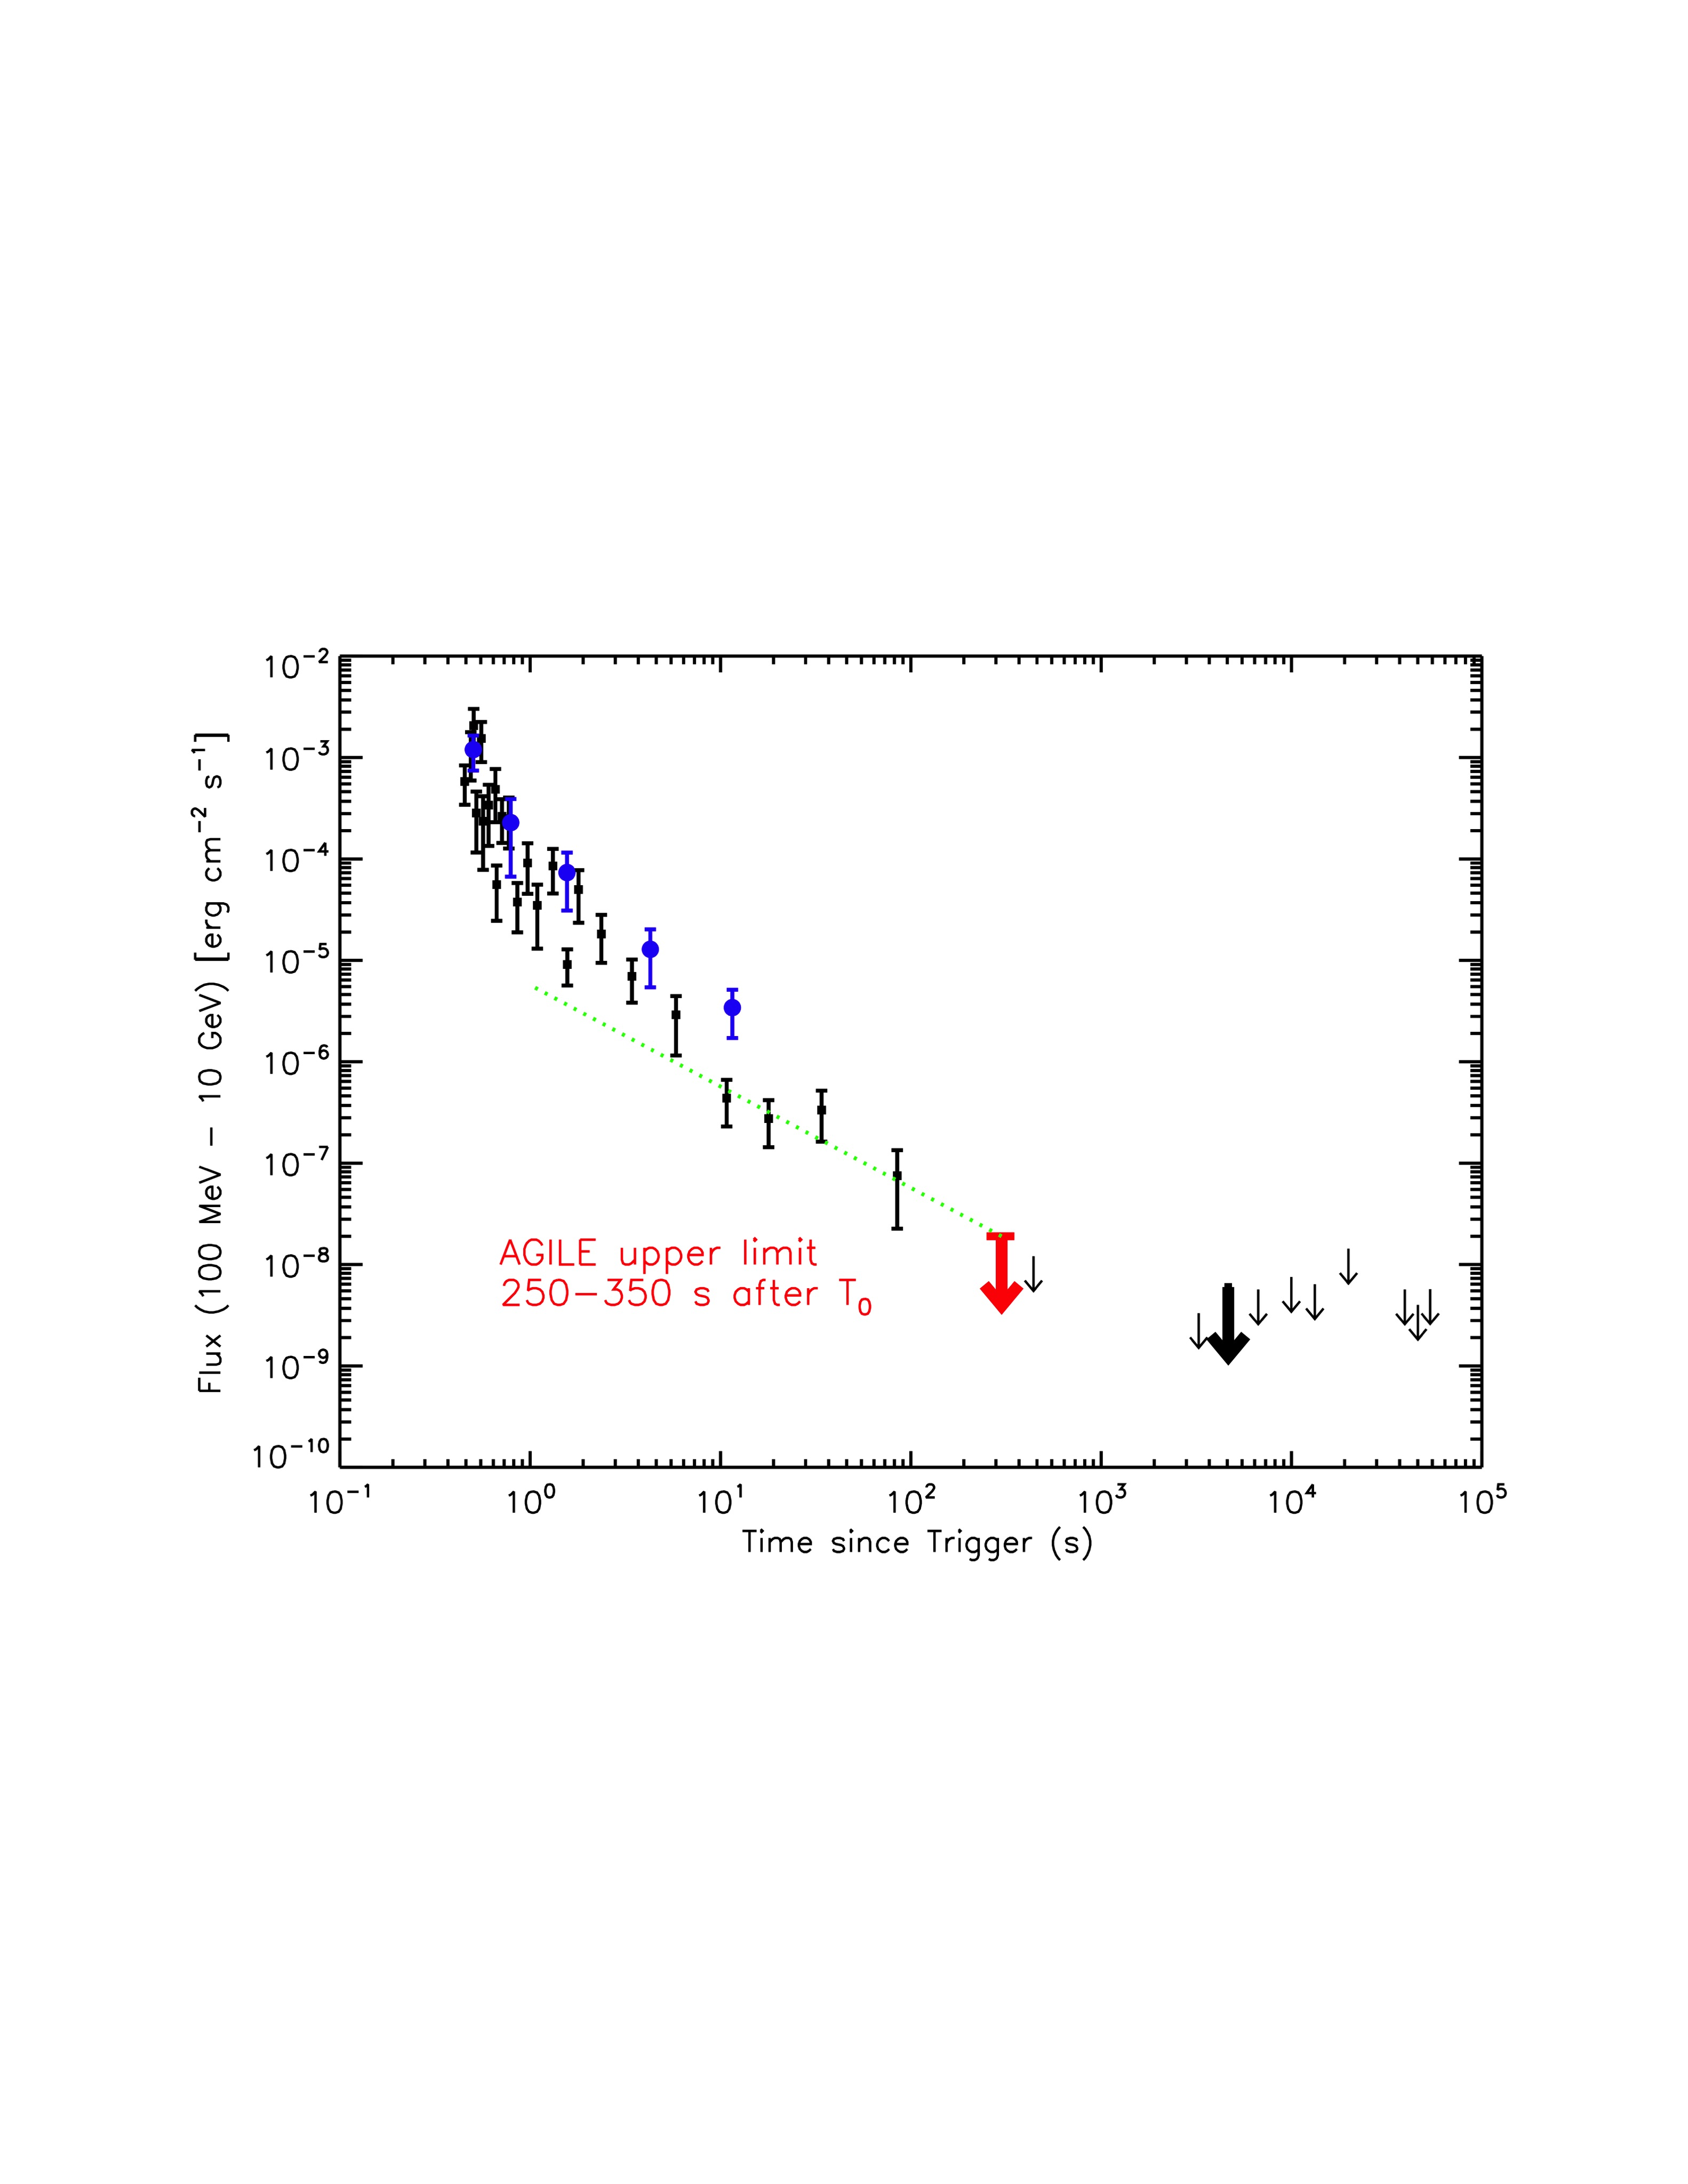 Flux (100 MeV − 10 GeV) [erg cm⁻² s⁻¹]
10⁻²
10⁻³
10⁻⁴
10⁻⁵
10⁻⁶
10⁻⁷
10⁻⁸
10⁻⁹
10⁻¹⁰
AGILE upper limit
250−350 s after T₀
10⁻¹ 10⁰ 10¹ 10² 10³ 10⁴ 10⁵
Time since Trigger (s)